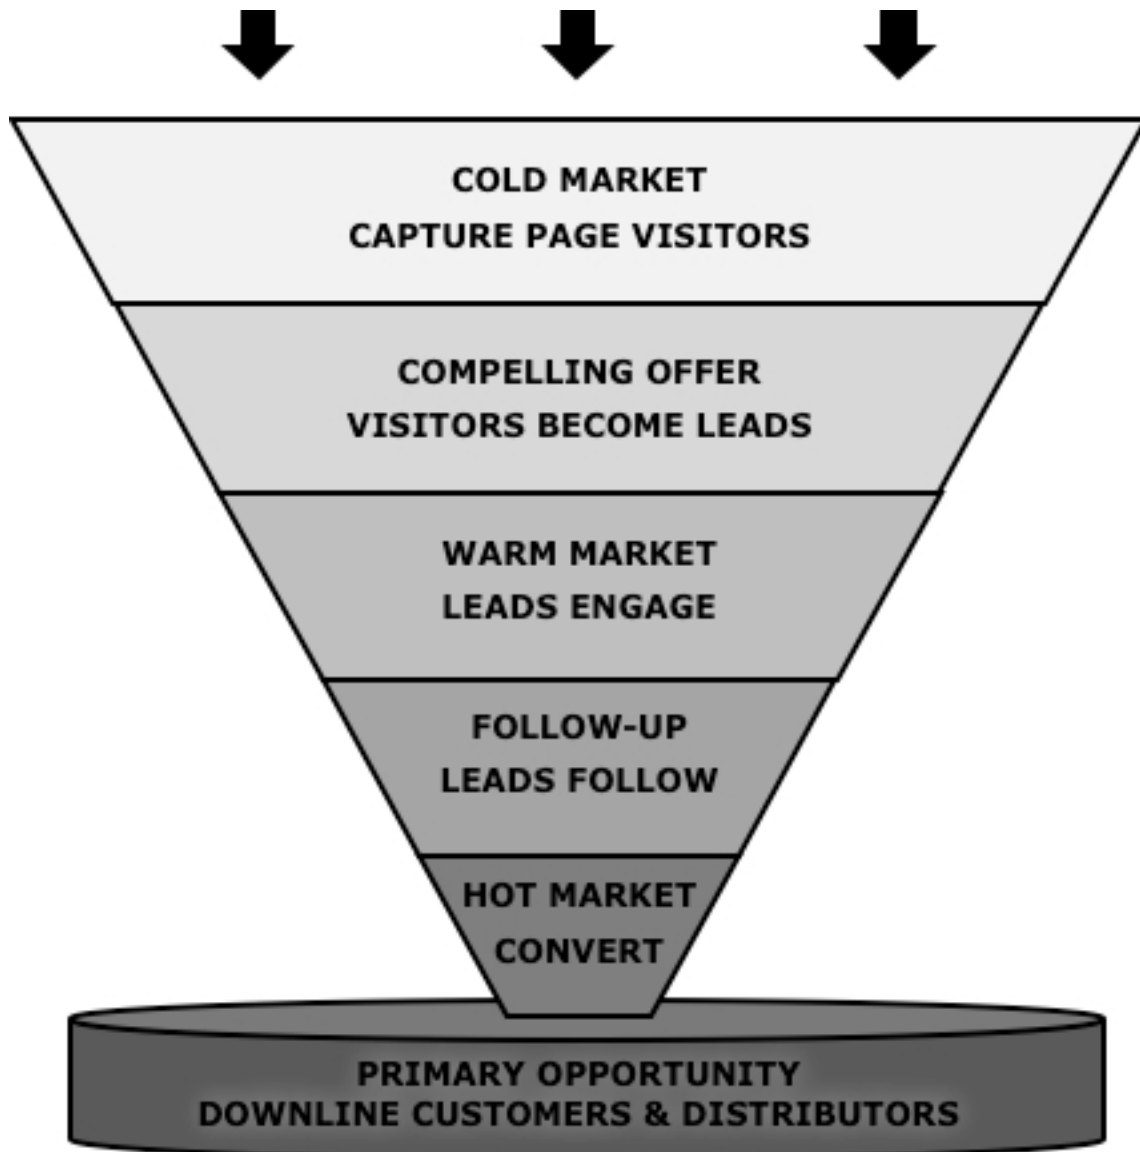 COLD MARKET
CAPTURE PAGE VISITORS
COMPELLING OFFER
VISITORS BECOME LEADS
WARM MARKET
LEADS ENGAGE
FOLLOW-UP
LEADS FOLLOW
HOT MARKET
CONVERT
PRIMARY OPPORTUNITY
DOWNLINE CUSTOMERS & DISTRIBUTORS